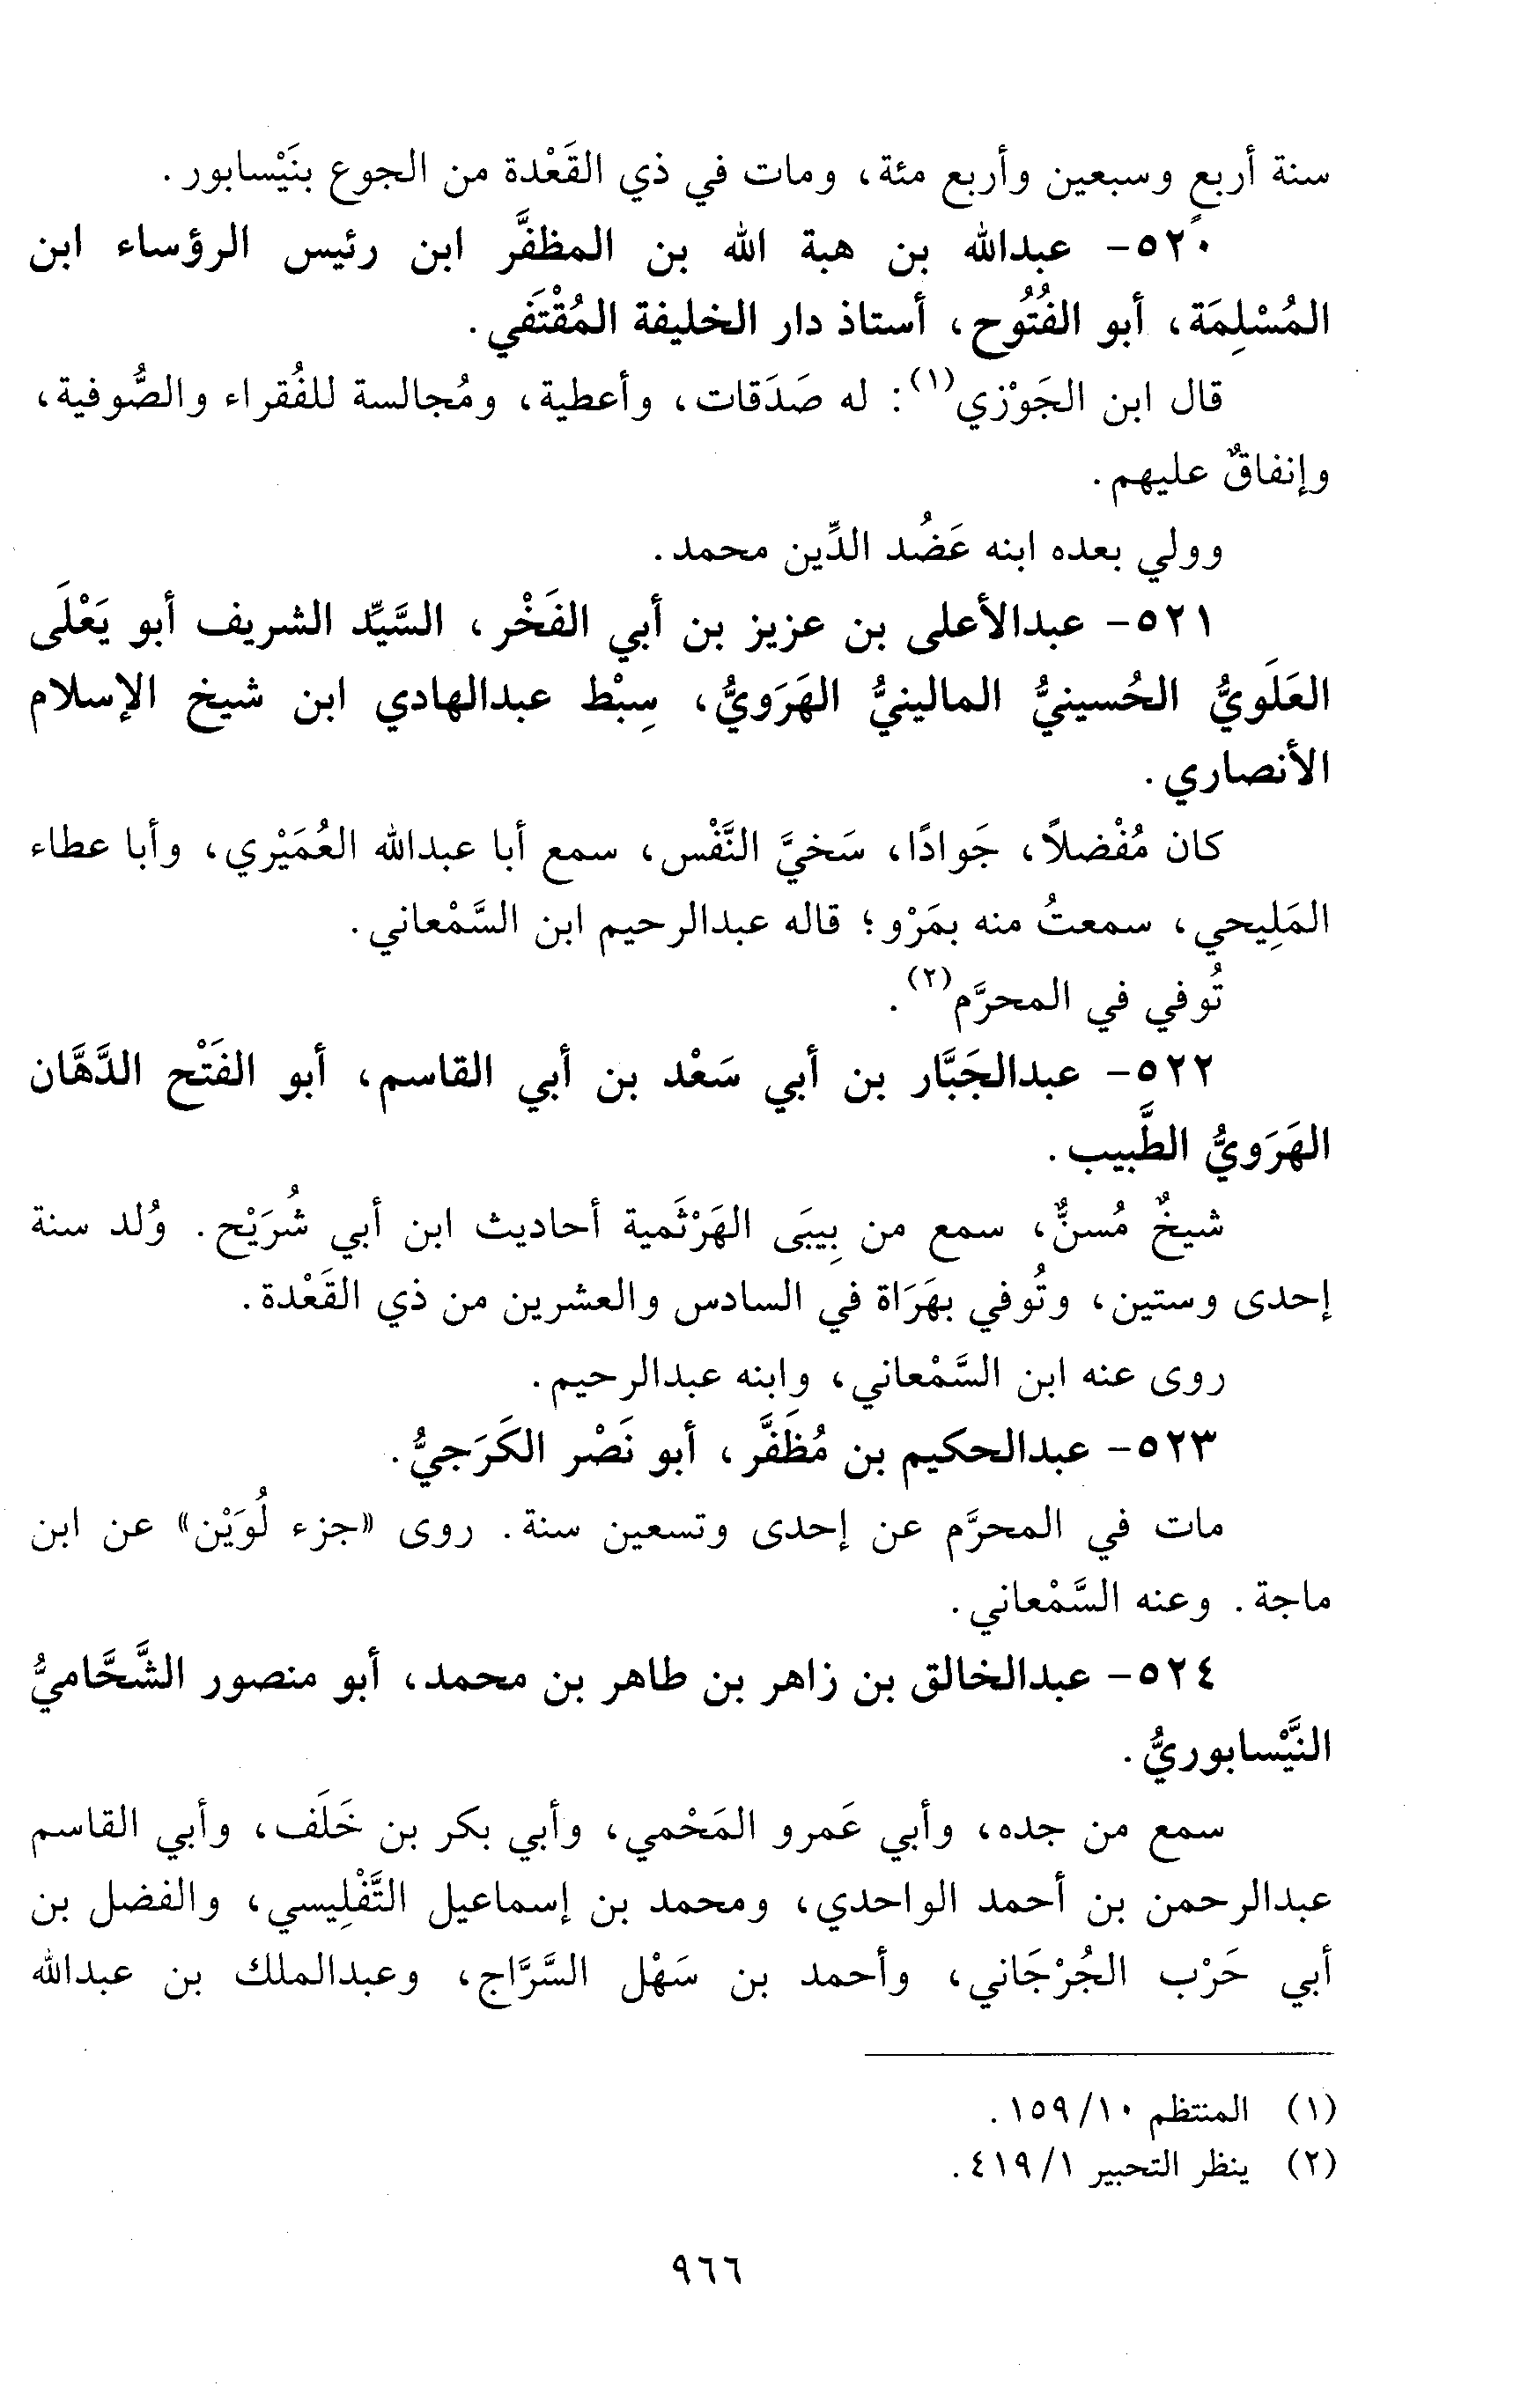 سنة أربعٍ وسبعين وأربع مئة، ومات في ذي القَعْدة من الجوع بنَيْسابور.
٥٢٠- عبدالله بن هبة الله بن المظفَّر ابن رئيس الرؤساء ابن
المُسْلِمَة، أبو الفُتُوح، أستاذ دار الخليفة المُقْتَفي.
قال ابن الجَوْزي(١): له صَدَقات، وأعطية، ومُجالسة للفُقراء والصُّوفية،
وإنفاقٌ عليهم.
وولي بعده ابنه عَضُد الدِّين محمد.
٥٢١- عبدالأعلى بن عزيز بن أبي الفَخْر، السَّيِّد الشريف أبو يَعْلَى
العَلَويُّ الحُسينيُّ المالينيُّ الهَرَويُّ، سِبْط عبدالهادي ابن شيخ الإسلام
الأنصاري.
كان مُفْضلاً، جَوادًا، سَخيَّ النَّفْس، سمع أبا عبدالله العُمَيْري، وأبا عطاء
المَلِيحي، سمعتُ منه بمَرْو؛ قاله عبدالرحيم ابن السَّمْعاني.
تُوفي في المحرَّم(٢).
٥٢٢- عبدالجَبَّار بن أبي سَعْد بن أبي القاسم، أبو الفَتْح الدَّهَّان
الهَرَويُّ الطَّبيب.
شيخٌ مُسنٌّ، سمع من بِيبَى الهَرْثَمية أحاديث ابن أبي شُرَيْح. وُلد سنة
إحدى وستين، وتُوفي بهَرَاة في السادس والعشرين من ذي القَعْدة.
روى عنه ابن السَّمْعاني، وابنه عبدالرحيم.
٥٢٣- عبدالحكيم بن مُظَفَّر، أبو نَصْر الكَرَجيُّ.
مات في المحرَّم عن إحدى وتسعين سنة. روى «جزء لُوَيْن» عن ابن
ماجة. وعنه السَّمْعاني.
٥٢٤- عبدالخالق بن زاهر بن طاهر بن محمد، أبو منصور الشَّحَّاميُّ
النَّيْسابوريُّ.
سمع من جده، وأبي عَمرو المَحْمي، وأبي بكر بن خَلَف، وأبي القاسم
عبدالرحمن بن أحمد الواحدي، ومحمد بن إسماعيل التَّفْلِيسي، والفضل بن
أبي حَرْب الجُرْجَاني، وأحمد بن سَهْل السَّرَّاج، وعبدالملك بن عبدالله
(١) المنتظم ١٠/ ١٥٩.
(٢) ينظر التحبير ١/ ٤١٩.
٩٦٦